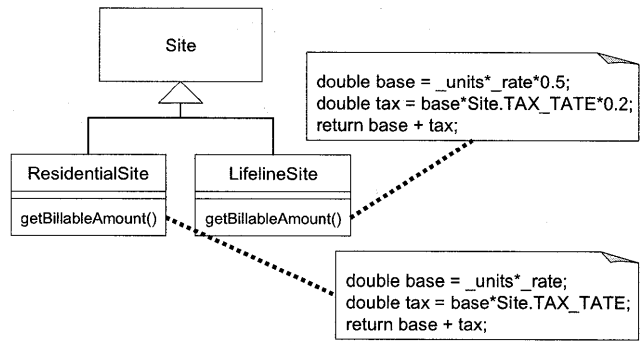 Site
double base = _units*_rate*0.5;
double tax = base*Site.TAX_TATE*0.2;
return base + tax;
ResidentialSite
LifelineSite
getBillableAmount()
getBillableAmount()
double base = _units*_rate;
double tax = base*Site.TAX_TATE;
return base + tax;